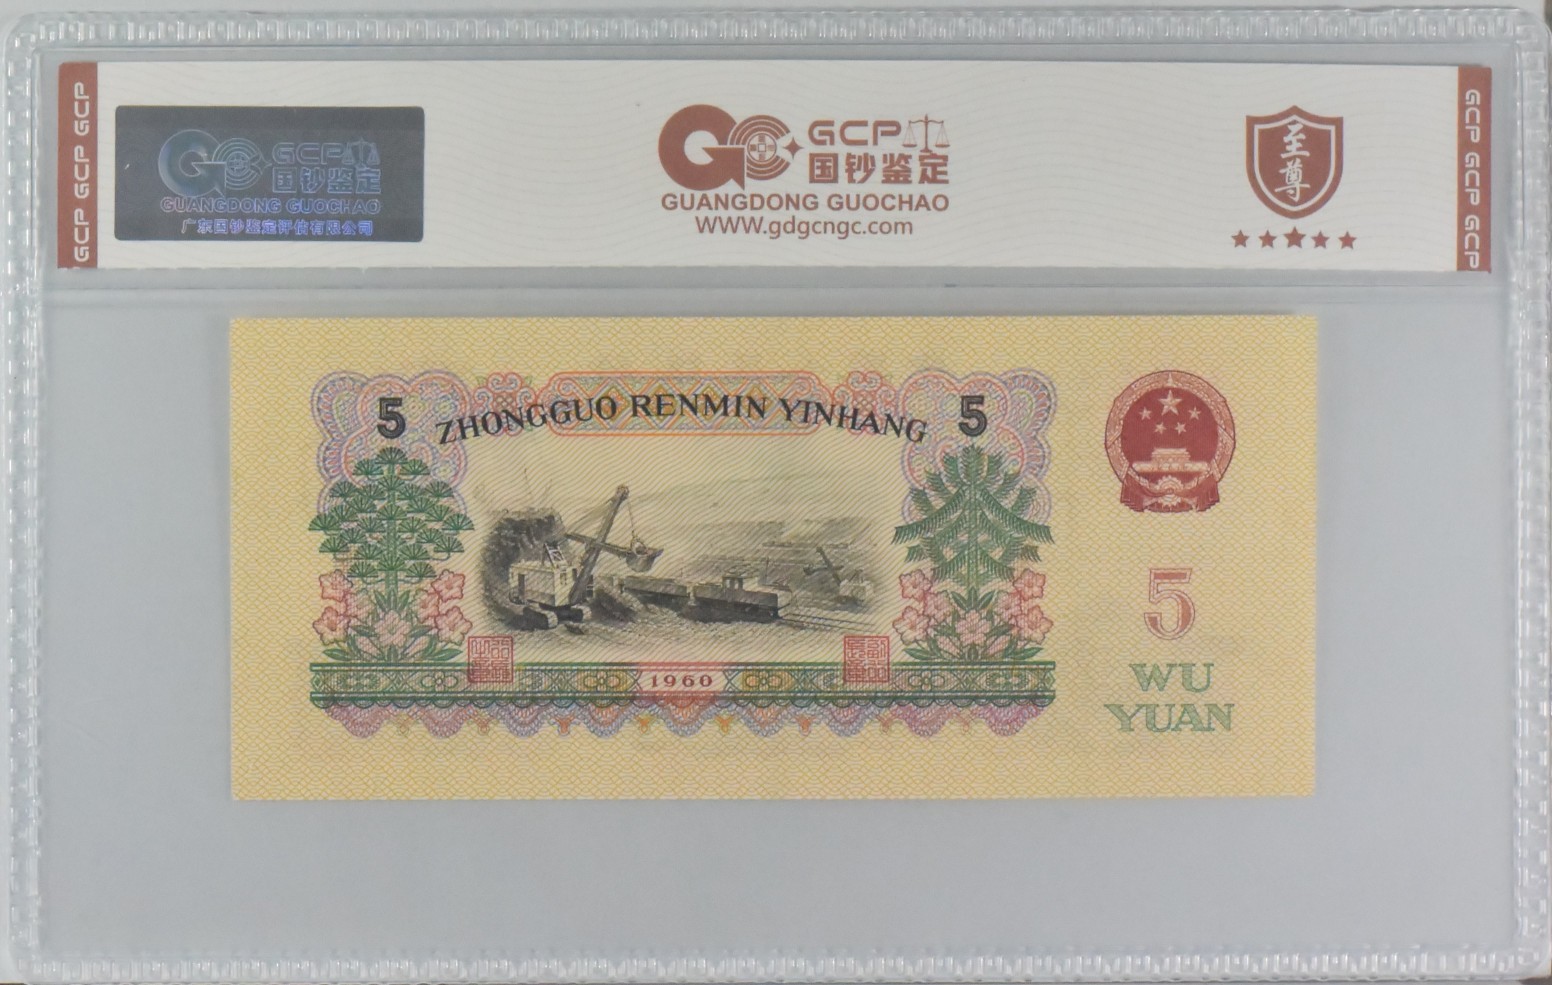 GCP GCP GCP
GCP
国钞鉴定
GUANGDONG GUOCHAO
广东国钞鉴定评估有限公司
GCP
国钞鉴定
GUANGDONG GUOCHAO
WWW.gdgcngc.com
至尊
GCP GCP GCP
5 ZHONGGUO RENMIN YINHANG 5
1960
5
WU
YUAN